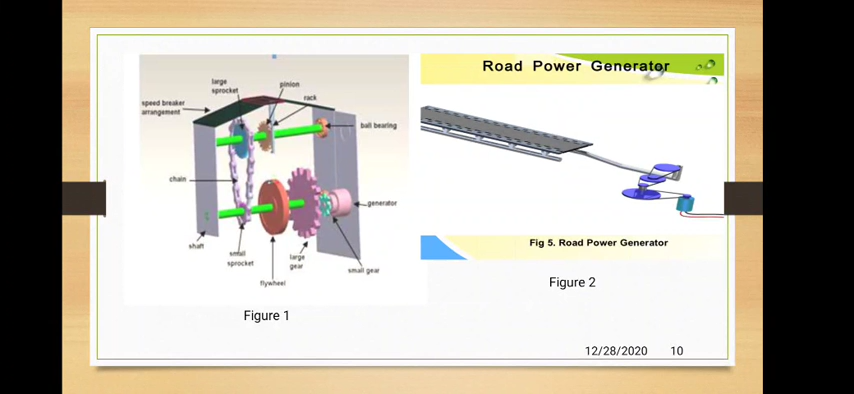 large
sprocket
pinion
rack
speed breaker
arrangement
ball bearing
chain
generator
shaft
small
sprocket
large
gear
small gear
flywheel
Figure 1
Road Power Generator
Fig 5. Road Power Generator
Figure 2
12/28/2020 10